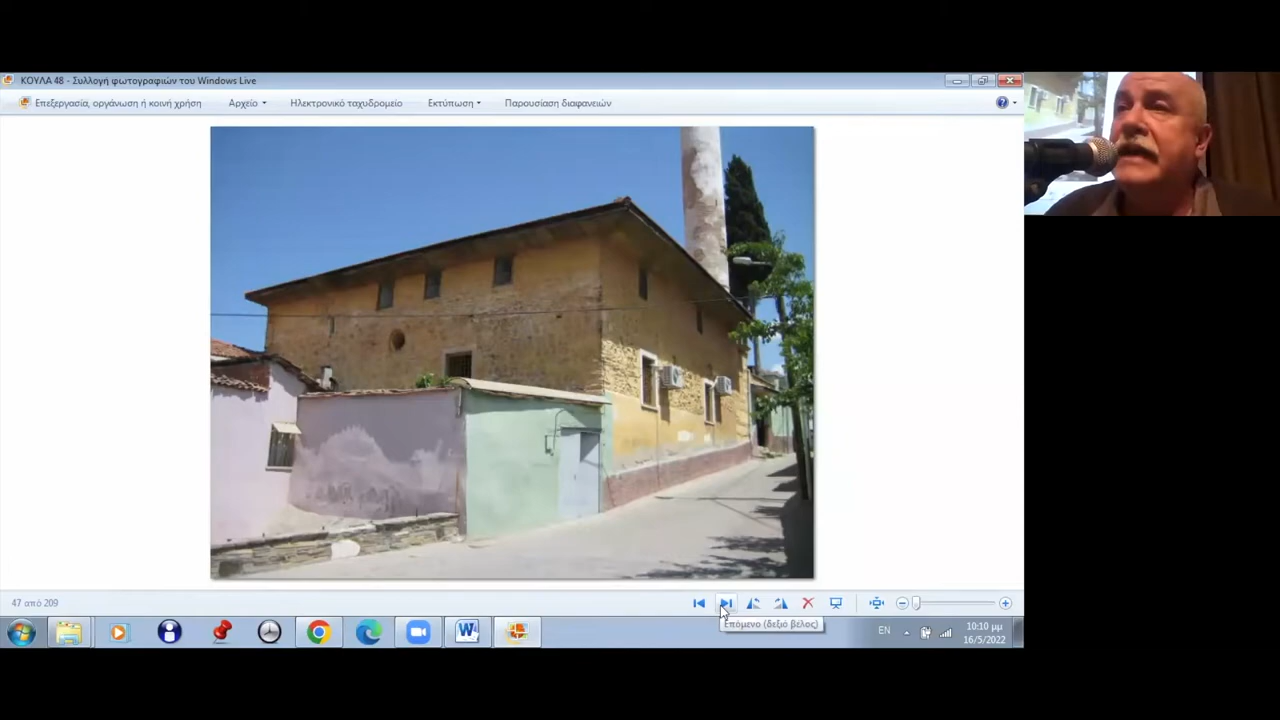 ΚΟΥΛΑ 48 - Συλλογή φωτογραφιών του Windows Live
Επεξεργασία, οργάνωση ή κοινή χρήση
Αρχείο
Ηλεκτρονικό ταχυδρομείο
Εκτύπωση
Παρουσίαση διαφανειών
47 από 209
Επόμενο (δεξιό βέλος)
EN
10:10 μμ
16/5/2022